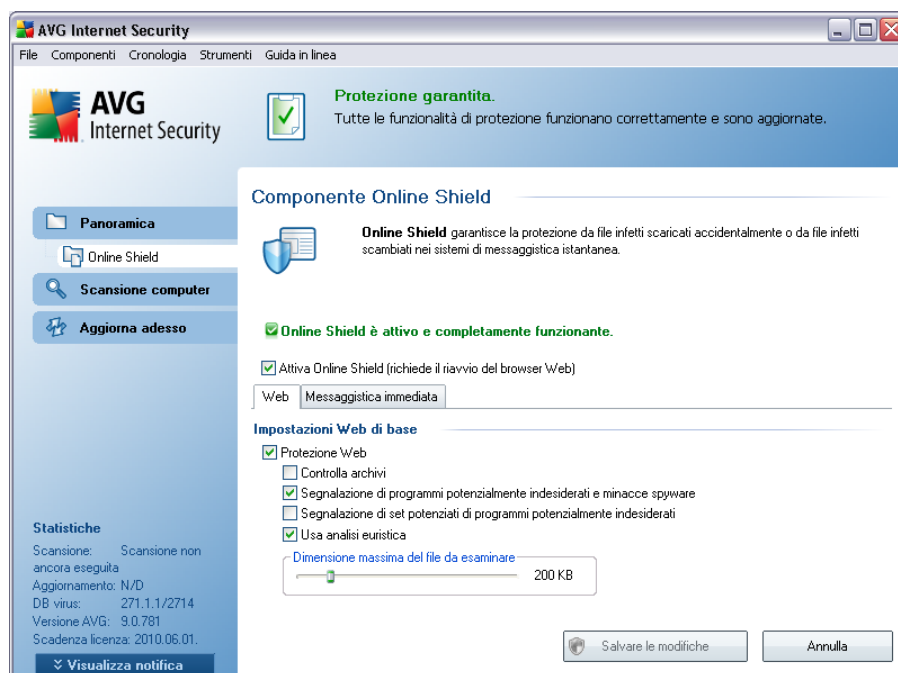 AVG Internet Security
File Componenti Cronologia Strumenti Guida in linea
AVG
Internet Security
Protezione garantita.
Tutte le funzionalità di protezione funzionano correttamente e sono aggiornate.
Panoramica
Online Shield
Scansione computer
Aggiorna adesso
Statistiche
Scansione: Scansione non
ancora eseguita
Aggiornamento: N/D
DB virus: 271.1.1/2714
Versione AVG: 9.0.781
Scadenza licenza: 2010.06.01.
Visualizza notifica
Componente Online Shield
Online Shield garantisce la protezione da file infetti scaricati accidentalmente o da file infetti
scambiati nei sistemi di messaggistica istantanea.
Online Shield è attivo e completamente funzionante.
Attiva Online Shield (richiede il riavvio del browser Web)
Web Messaggistica immediata
Impostazioni Web di base
Protezione Web
Controlla archivi
Segnalazione di programmi potenzialmente indesiderati e minacce spyware
Segnalazione di set potenziati di programmi potenzialmente indesiderati
Usa analisi euristica
Dimensione massima del file da esaminare
200 KB
Salvare le modifiche Annulla